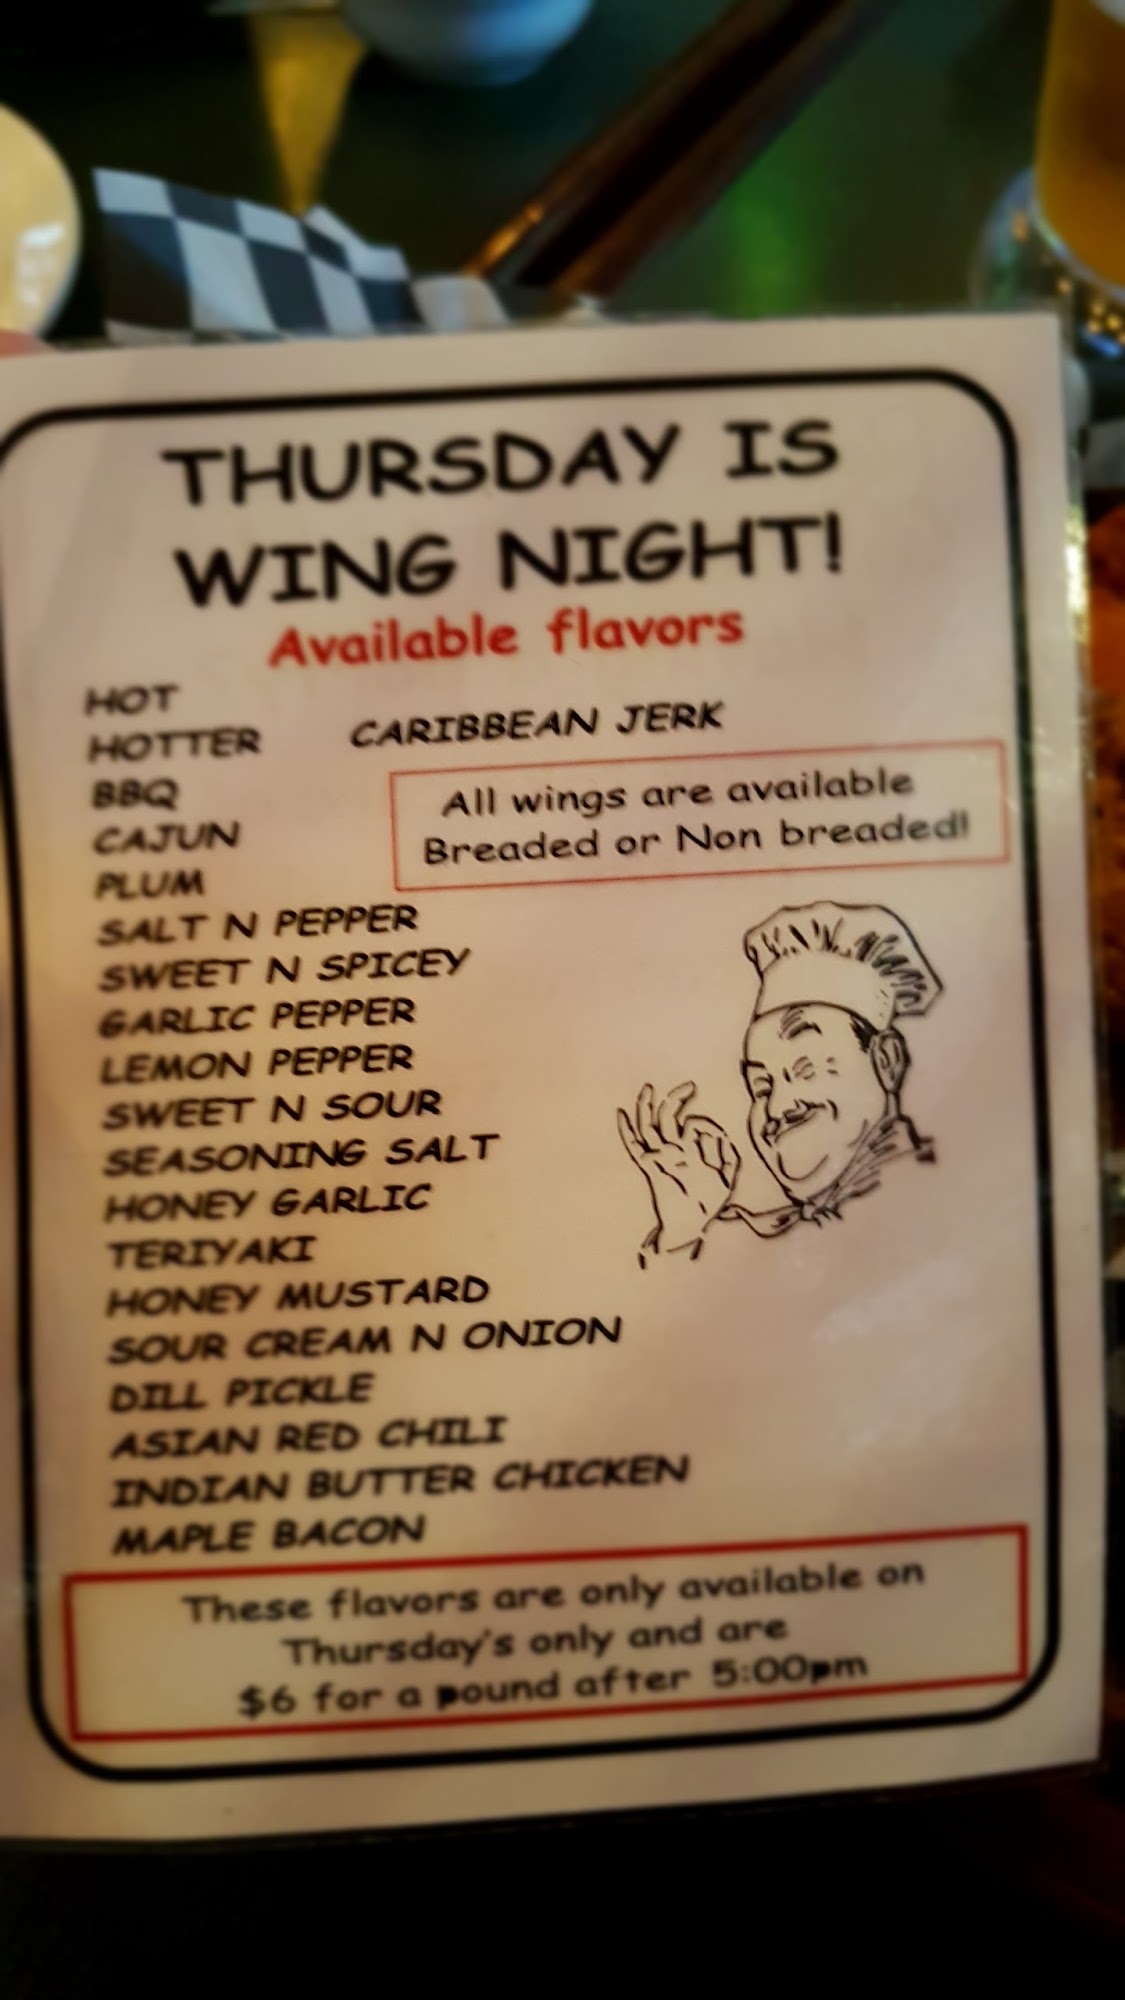 THURSDAY IS
WING NIGHT!
Available flavors
HOT
HOTTER
CARIBBEAN JERK
BBQ
CAJUN
PLUM
SALT N PEPPER
SWEET N SPICEY
GARLIC PEPPER
LEMON PEPPER
SWEET N SOUR
SEASONING SALT
HONEY GARLIC
TERIYAKI
HONEY MUSTARD
SOUR CREAM N ONION
DILL PICKLE
ASIAN RED CHILI
INDIAN BUTTER CHICKEN
MAPLE BACON
All wings are available
Breaded or Non breaded!
These flavors are only available on
Thursday's only and are
$6 for a pound after 5:00pm